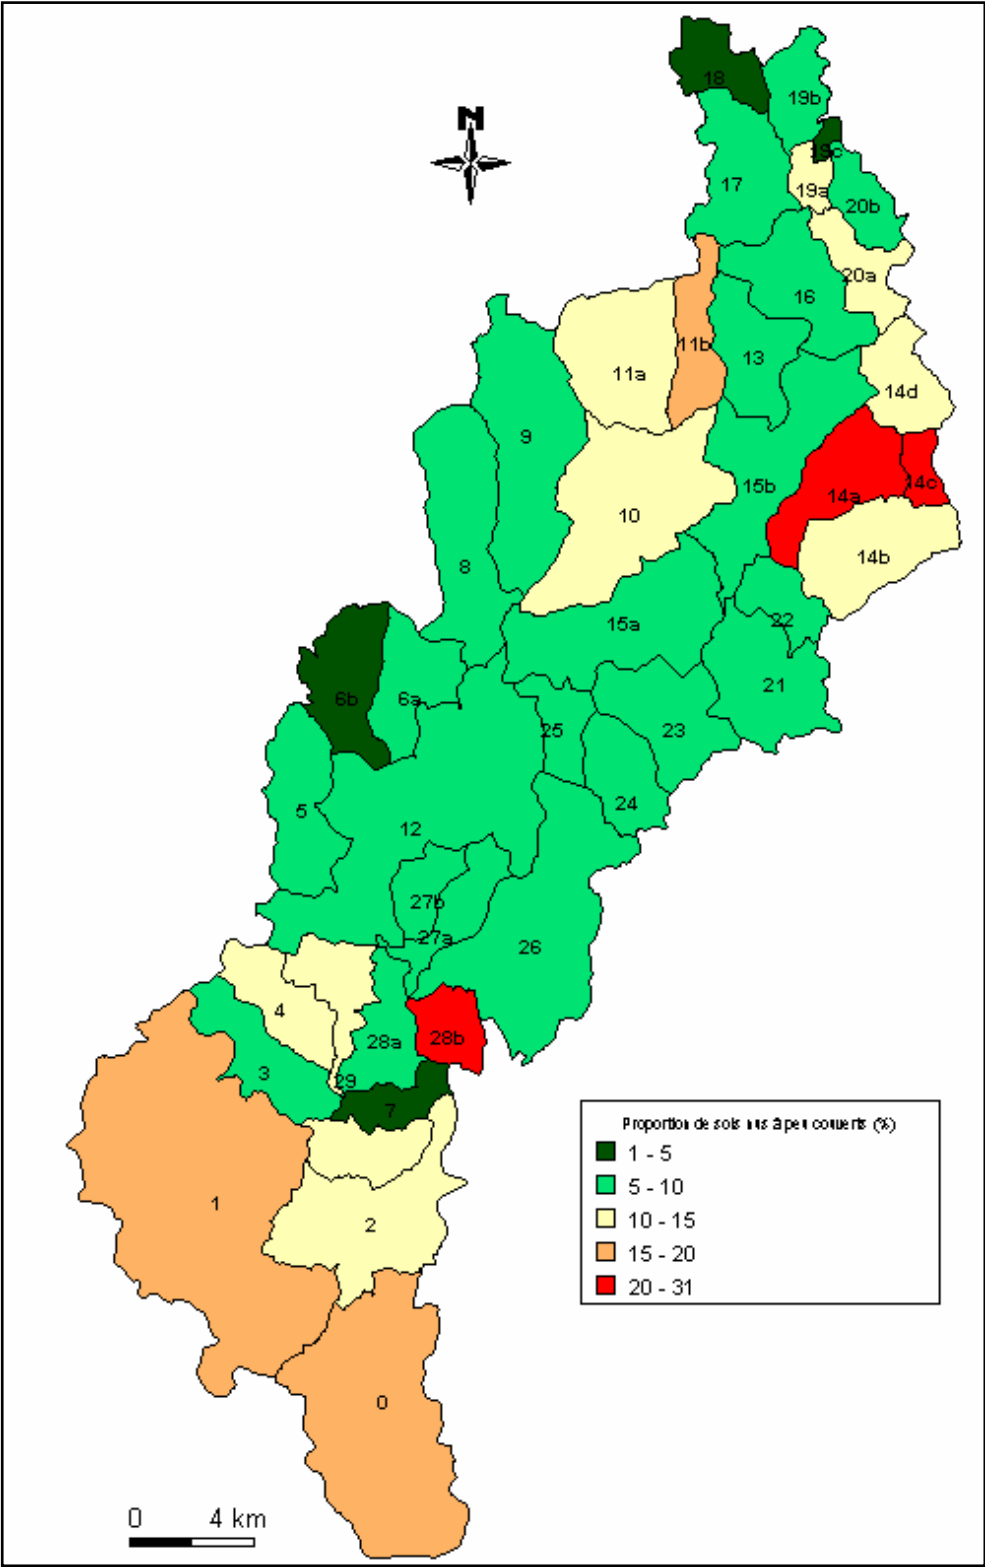 18
19b
N
19c
17
19a
20b
20a
16
11b
13
11a
14d
9
15b
14a
14c
10
14b
8
15a
22
21
6b
6a
25
23
5
24
12
27b
27a
26
4
28a
28b
3
29
7
1
2
0
Proportion de sols nus à peu couverts (%)
1 - 5
5 - 10
10 - 15
15 - 20
20 - 31
0 4 km